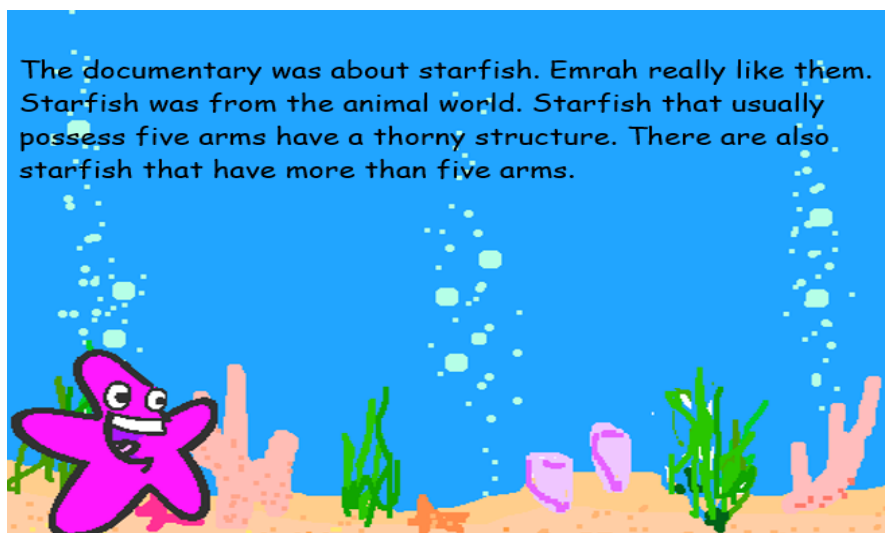 The documentary was about starfish. Emrah really like them.
Starfish was from the animal world. Starfish that usually
possess five arms have a thorny structure. There are also
starfish that have more than five arms.